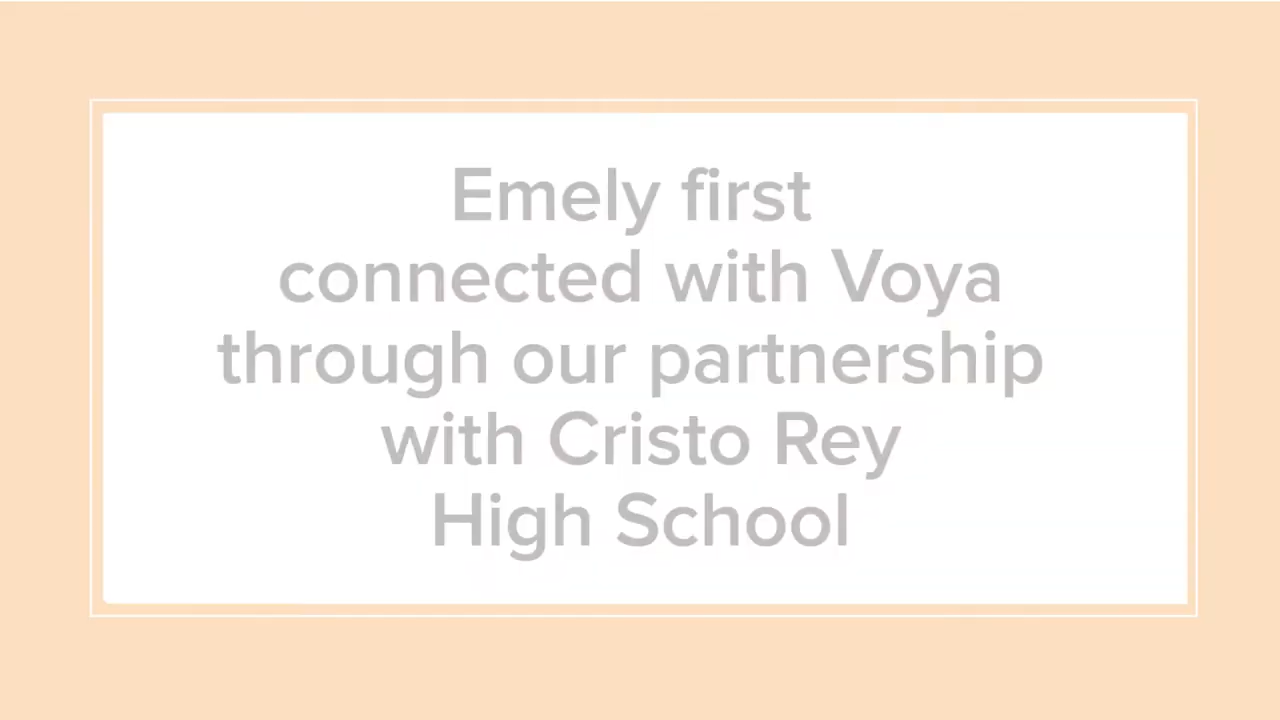 Emely first
connected with Voya
through our partnership
with Cristo Rey
High School